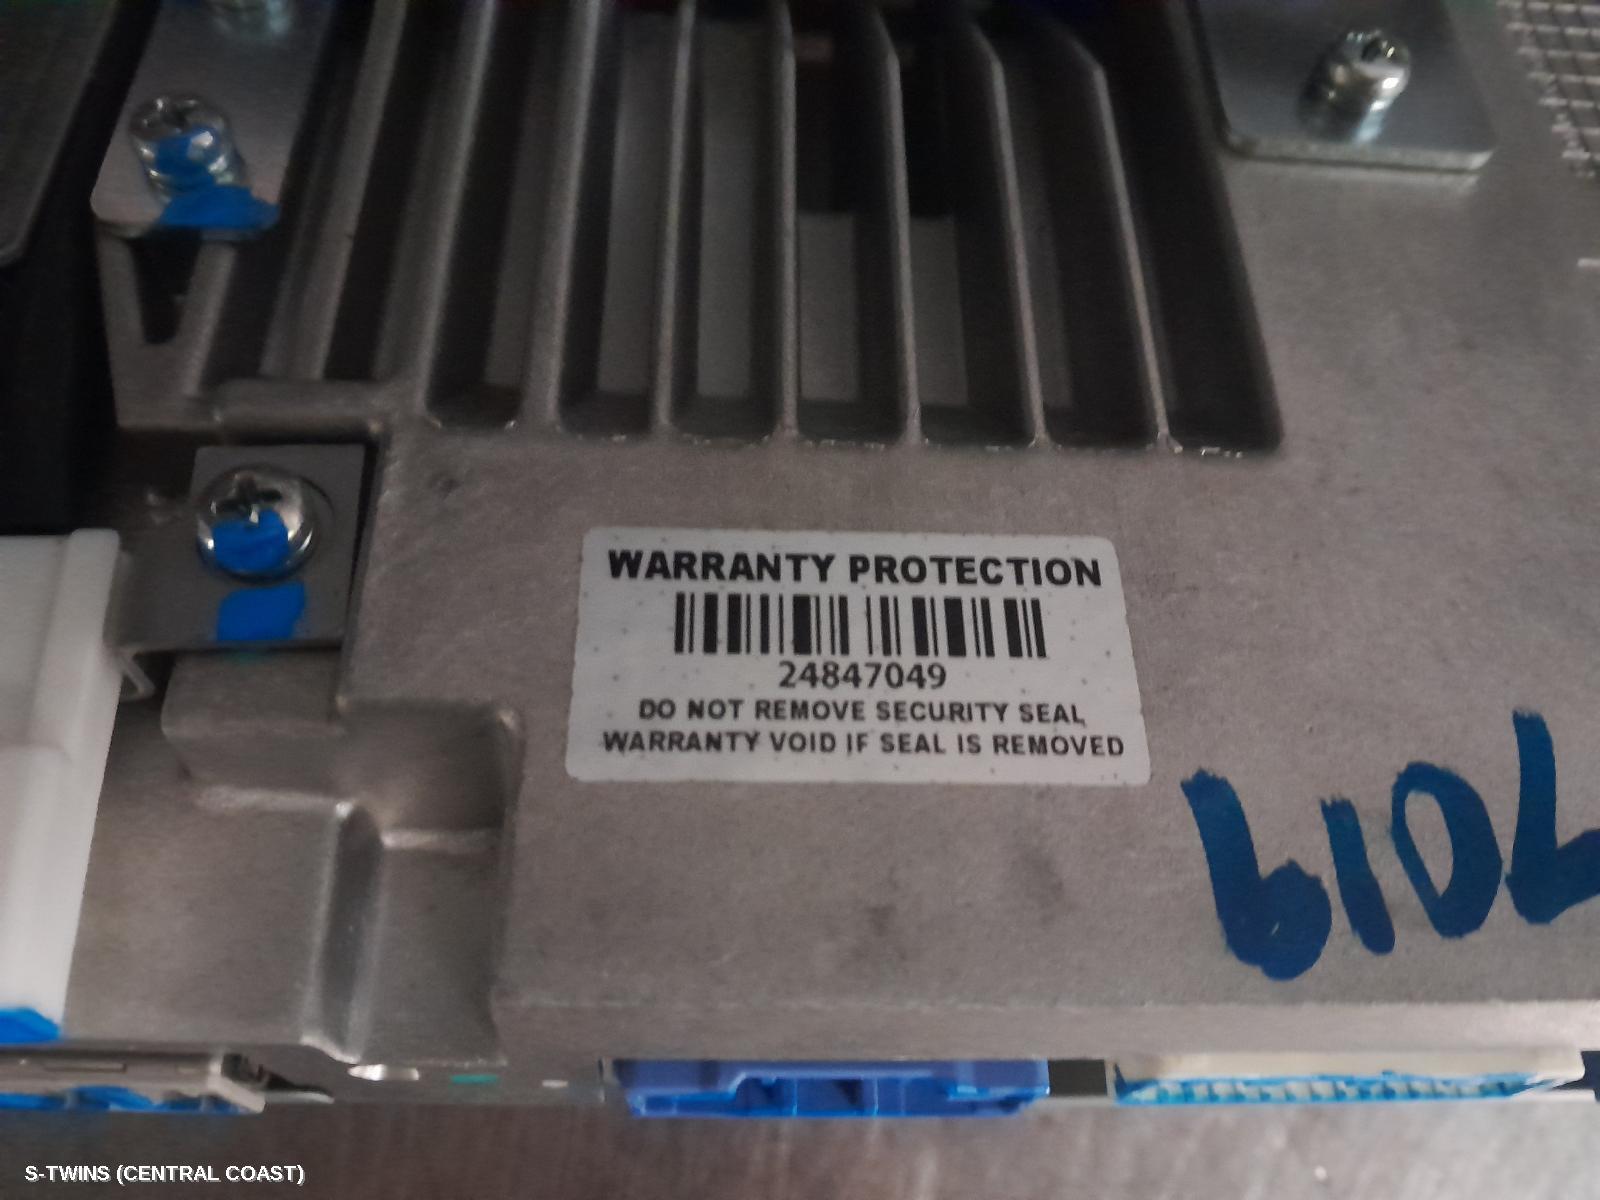 WARRANTY PROTECTION
24847049
DO NOT REMOVE SECURITY SEAL
WARRANTY VOID IF SEAL IS REMOVED
S-TWINS (CENTRAL COAST)